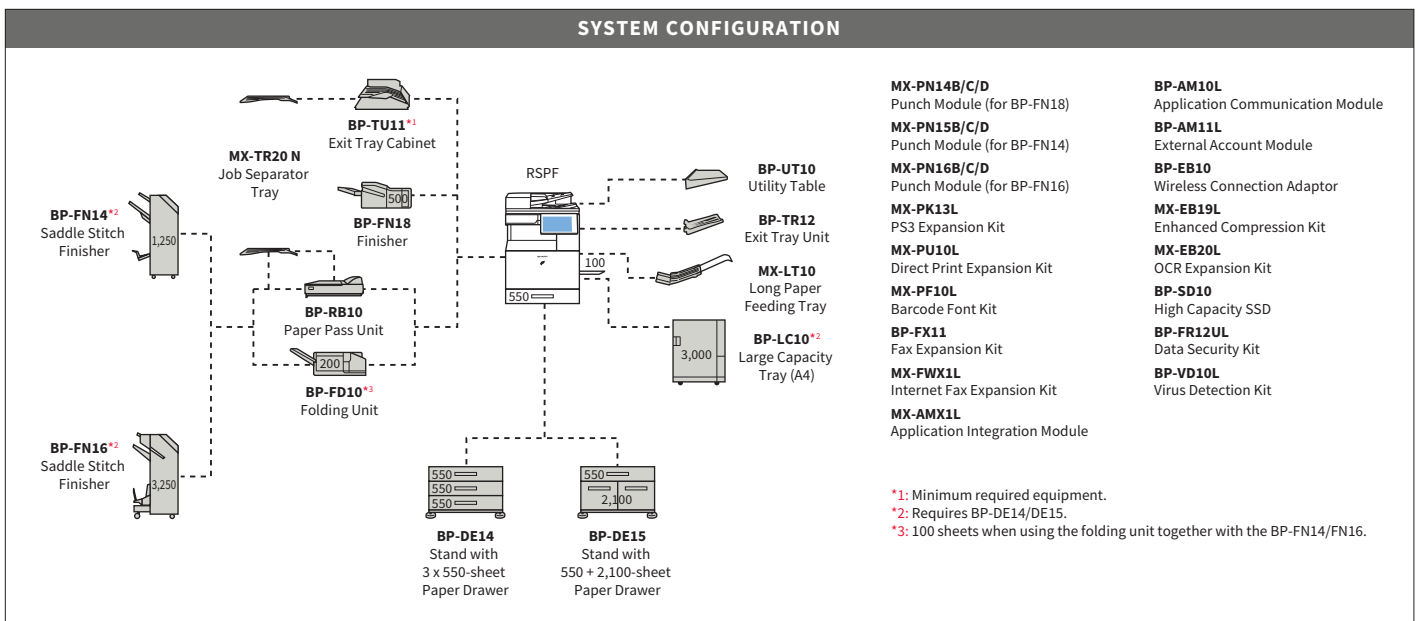 SYSTEM CONFIGURATION
BP-TU11*1
Exit Tray Cabinet
MX-TR20 N
Job Separator
Tray
500
BP-FN18
Finisher
BP-FN14*2
Saddle Stitch
Finisher
1,250
BP-RB10
Paper Pass Unit
200
BP-FD10*3
Folding Unit
BP-FN16*2
Saddle Stitch
Finisher
3,250
RSPF
100
550
BP-UT10
Utility Table
BP-TR12
Exit Tray Unit
MX-LT10
Long Paper
Feeding Tray
3,000
BP-LC10*2
Large Capacity
Tray (A4)
550
550
550
BP-DE14
Stand with
3 x 550-sheet
Paper Drawer
550
2,100
BP-DE15
Stand with
550 + 2,100-sheet
Paper Drawer
MX-PN14B/C/D
Punch Module (for BP-FN18)
MX-PN15B/C/D
Punch Module (for BP-FN14)
MX-PN16B/C/D
Punch Module (for BP-FN16)
MX-PK13L
PS3 Expansion Kit
MX-PU10L
Direct Print Expansion Kit
MX-PF10L
Barcode Font Kit
BP-FX11
Fax Expansion Kit
MX-FWX1L
Internet Fax Expansion Kit
MX-AMX1L
Application Integration Module
BP-AM10L
Application Communication Module
BP-AM11L
External Account Module
BP-EB10
Wireless Connection Adaptor
MX-EB19L
Enhanced Compression Kit
MX-EB20L
OCR Expansion Kit
BP-SD10
High Capacity SSD
BP-FR12UL
Data Security Kit
BP-VD10L
Virus Detection Kit
*1: Minimum required equipment.
*2: Requires BP-DE14/DE15.
*3: 100 sheets when using the folding unit together with the BP-FN14/FN16.